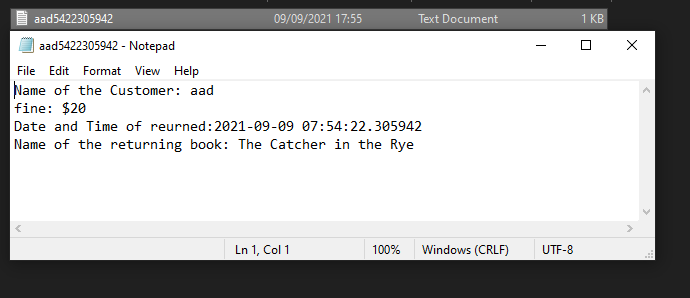 aad5422305942 09/09/2021 17:55 Text Document 1 KB
aad5422305942 - Notepad
File Edit Format View Help
Name of the Customer: aad
fine: $20
Date and Time of reurned:2021-09-09 07:54:22.305942
Name of the returning book: The Catcher in the Rye
Ln 1, Col 1 100% Windows (CRLF) UTF-8